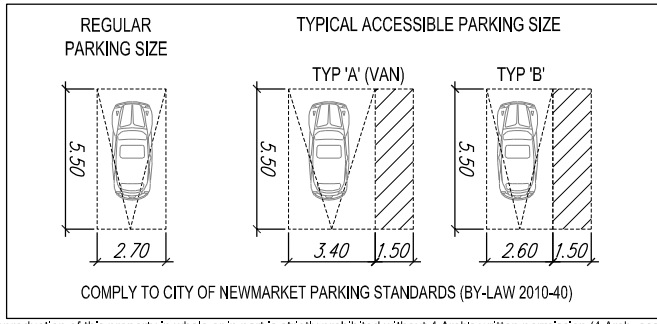 REGULAR
PARKING SIZE
TYPICAL ACCESSIBLE PARKING SIZE
TYP 'A' (VAN)
TYP 'B'
5.50
5.50
5.50
2.70
3.40
1.50
2.60
1.50
COMPLY TO CITY OF NEWMARKET PARKING STANDARDS (BY-LAW 2010-40)